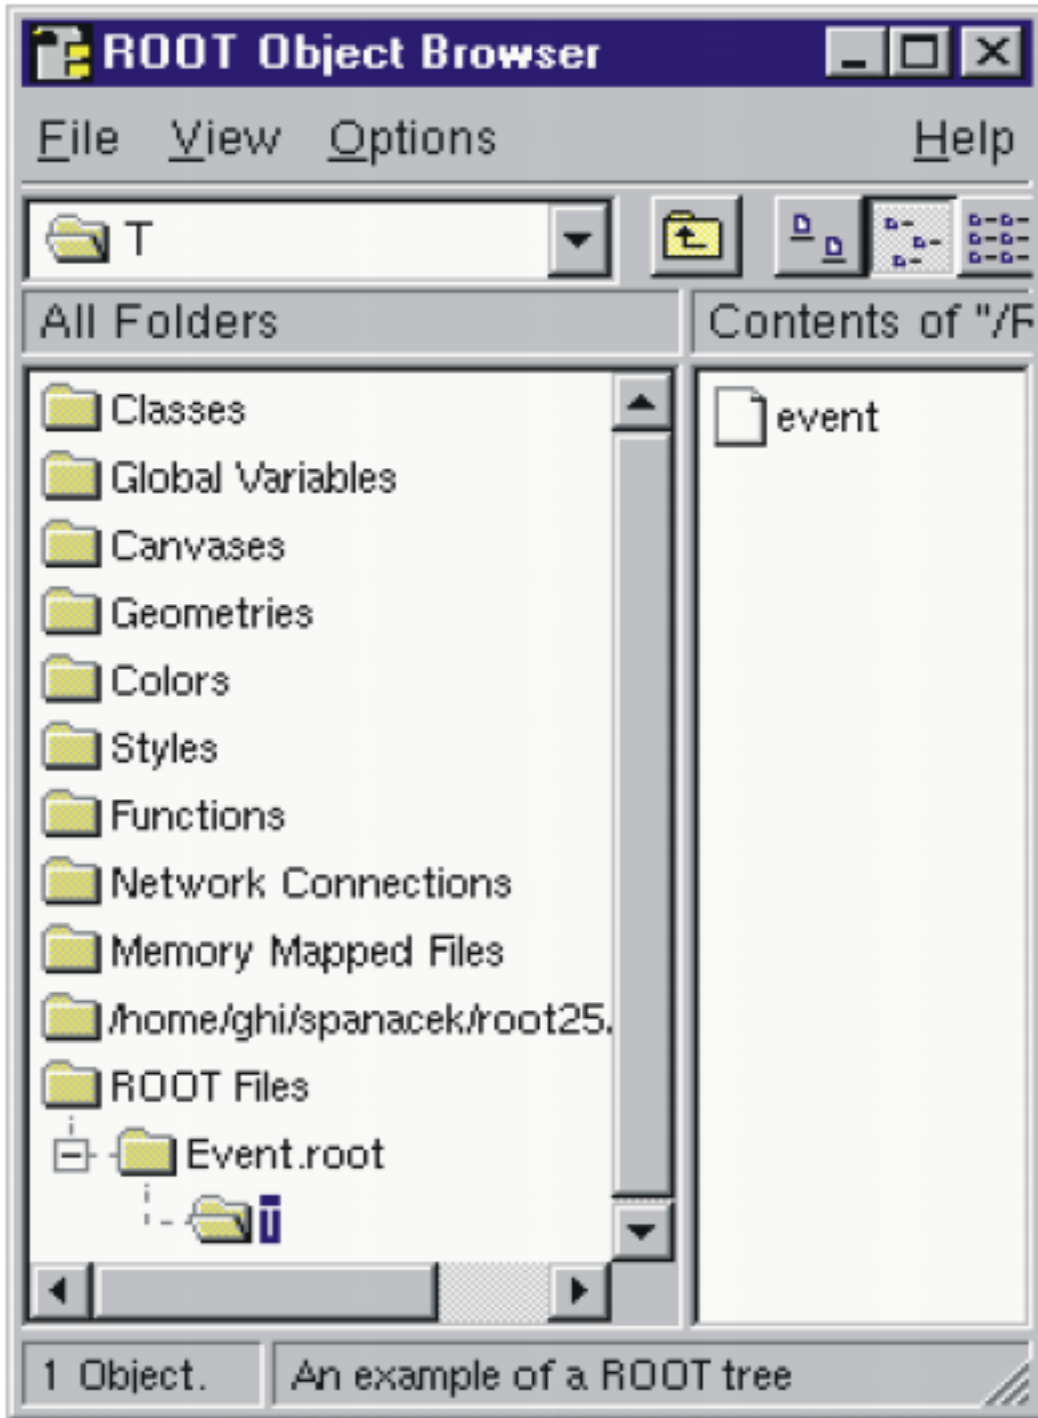 ROOT Object Browser
File View Options Help
T
All Folders
Contents of "/R
Classes
Global Variables
Canvases
Geometries
Colors
Styles
Functions
Network Connections
Memory Mapped Files
/home/ghi/spanacek/root25.
ROOT Files
Event.root
T
event
1 Object.
An example of a ROOT tree